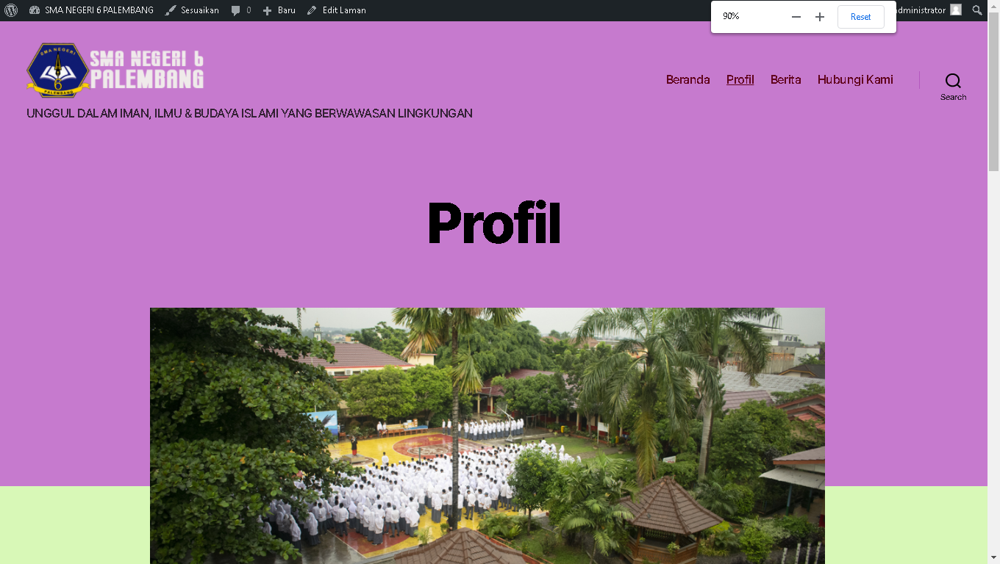 SMA NEGERI 6 PALEMBANG Sesuaikan 0 Baru Edit Laman
90% Reset
administrator
SMA NEGERI
6
PALEMBANG
SMA NEGERI 6
PALEMBANG
Beranda Profil Berita Hubungi Kami
Search
UNGGUL DALAM IMAN, ILMU & BUDAYA ISLAMI YANG BERWAWASAN LINGKUNGAN
Profil